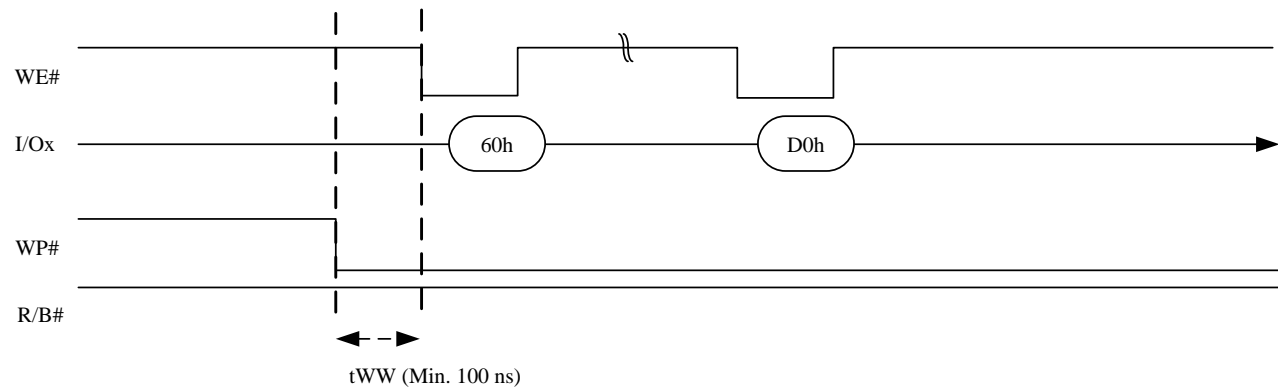 WE#
I/Ox
60h
D0h
WP#
R/B#
tWW (Min. 100 ns)